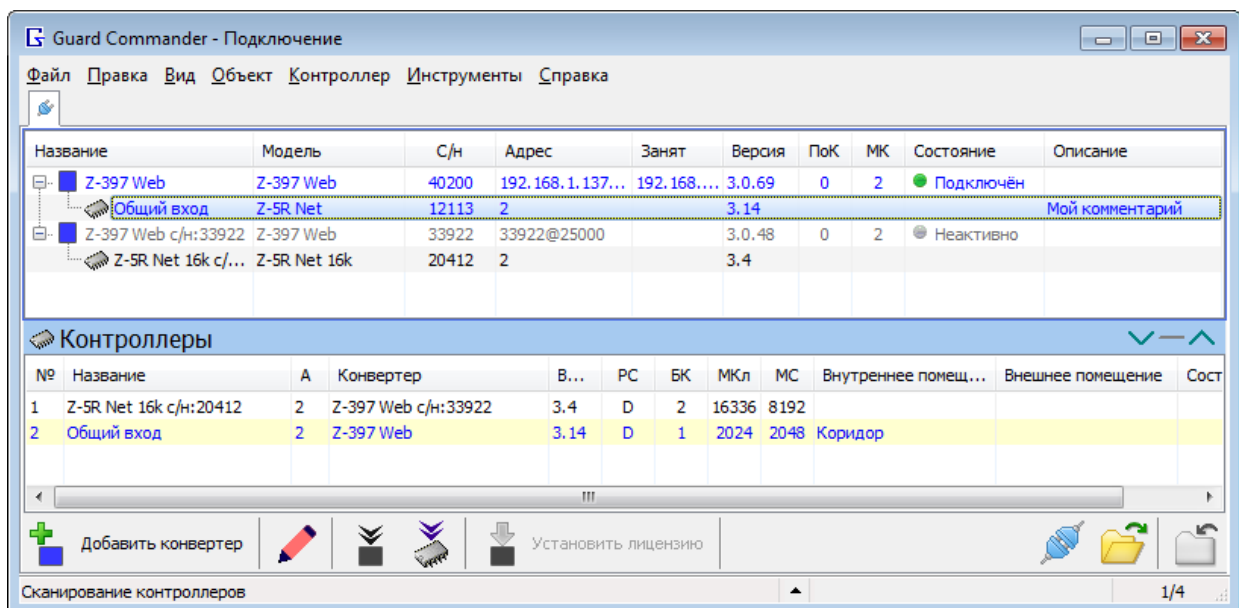 Guard Commander - Подключение
Файл Правка Вид Объект Контроллер Инструменты Справка
Название Модель С/н Адрес Занят Версия ПоК МК Состояние Описание
Z-397 Web Z-397 Web 40200 192.168.1.137... 192.168.... 3.0.69 0 2 Подключён
Общий вход Z-5R Net 12113 2 3.14 Мой комментарий
Z-397 Web с/н:33922 Z-397 Web 33922 33922@25000 3.0.48 0 2 Неактивно
Z-5R Net 16k с/... Z-5R Net 16k 20412 2 3.4
Контроллеры
№ Название А Конвертер В... РС БК МКл МС Внутреннее помещ... Внешнее помещение Сост
1 Z-5R Net 16k с/н:20412 2 Z-397 Web с/н:33922 3.4 D 2 16336 8192
2 Общий вход 2 Z-397 Web 3.14 D 1 2024 2048 Коридор
Добавить конвертер Установить лицензию
Сканирование контроллеров 1/4